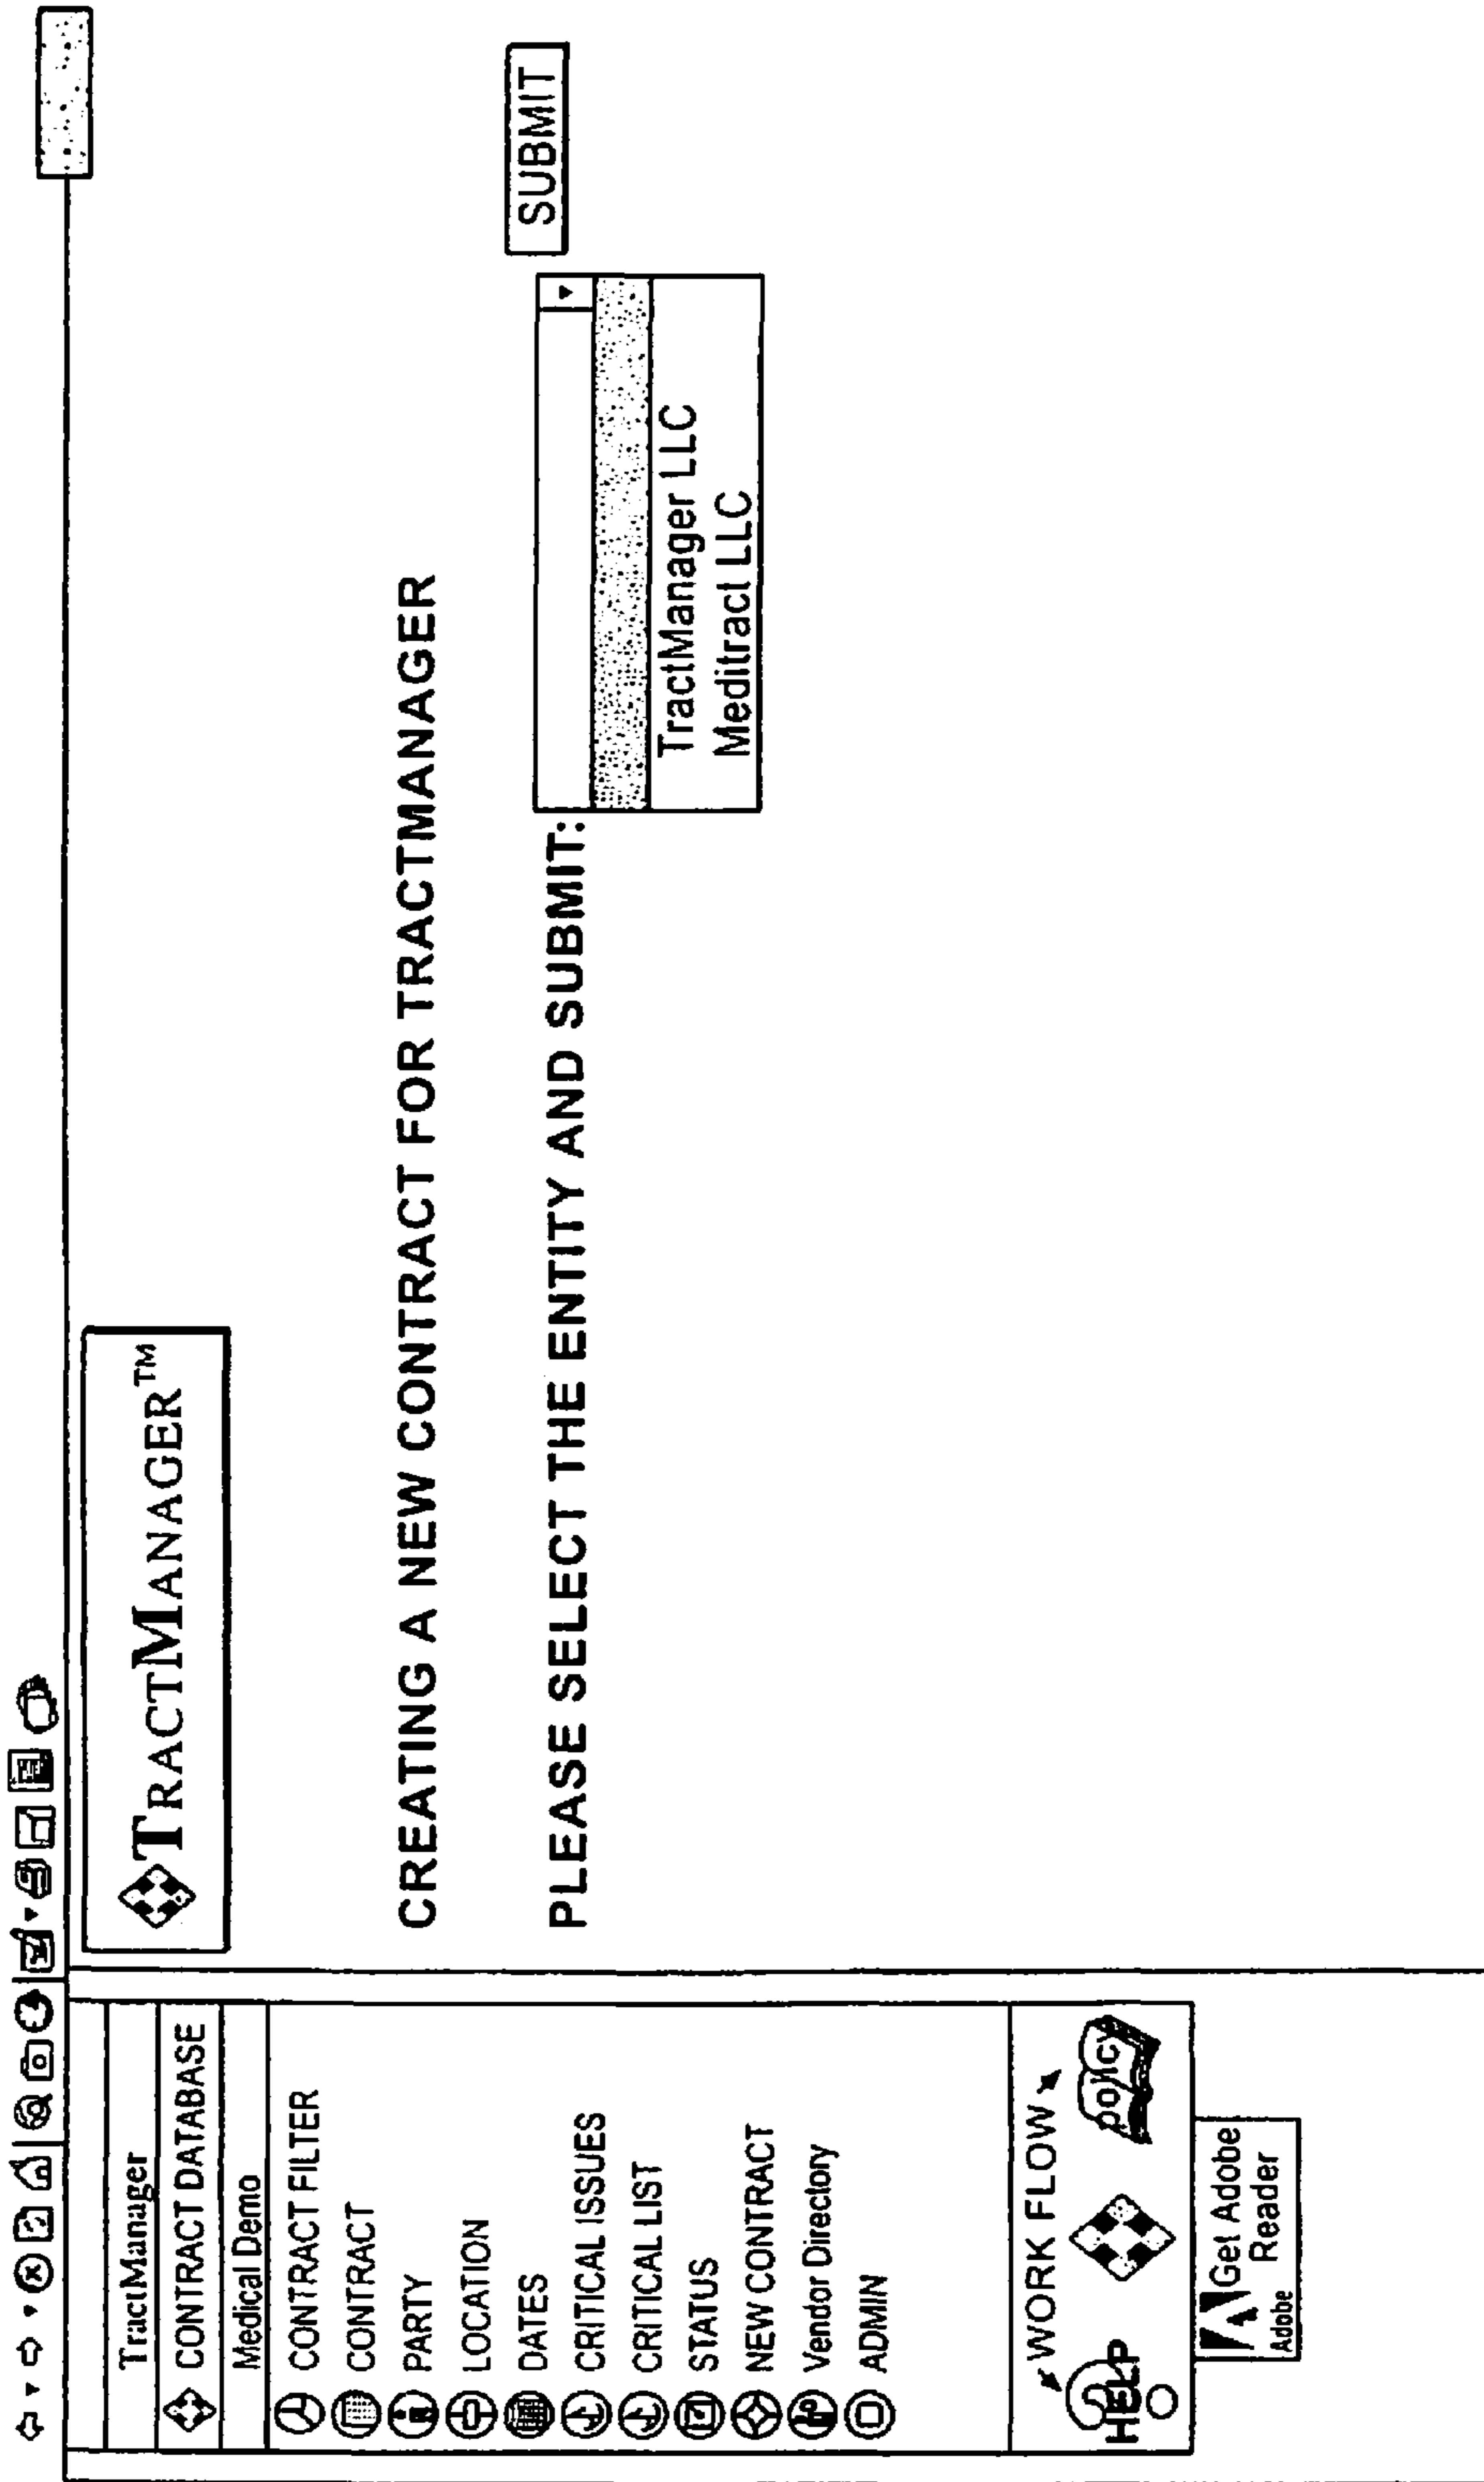 TractManager
CONTRACT DATABASE
Medical Demo
CONTRACT FILTER
CONTRACT
PARTY
LOCATION
DATES
CRITICAL ISSUES
CRITICAL LIST
STATUS
NEW CONTRACT
Vendor Directory
ADMIN
WORK FLOW
HELP
policy
Get Adobe
Reader
Adobe
TRACTMANAGER™
CREATING A NEW CONTRACT FOR TRACTMANAGER
PLEASE SELECT THE ENTITY AND SUBMIT:
SUBMIT
TractManager LLC
Meditract LLC